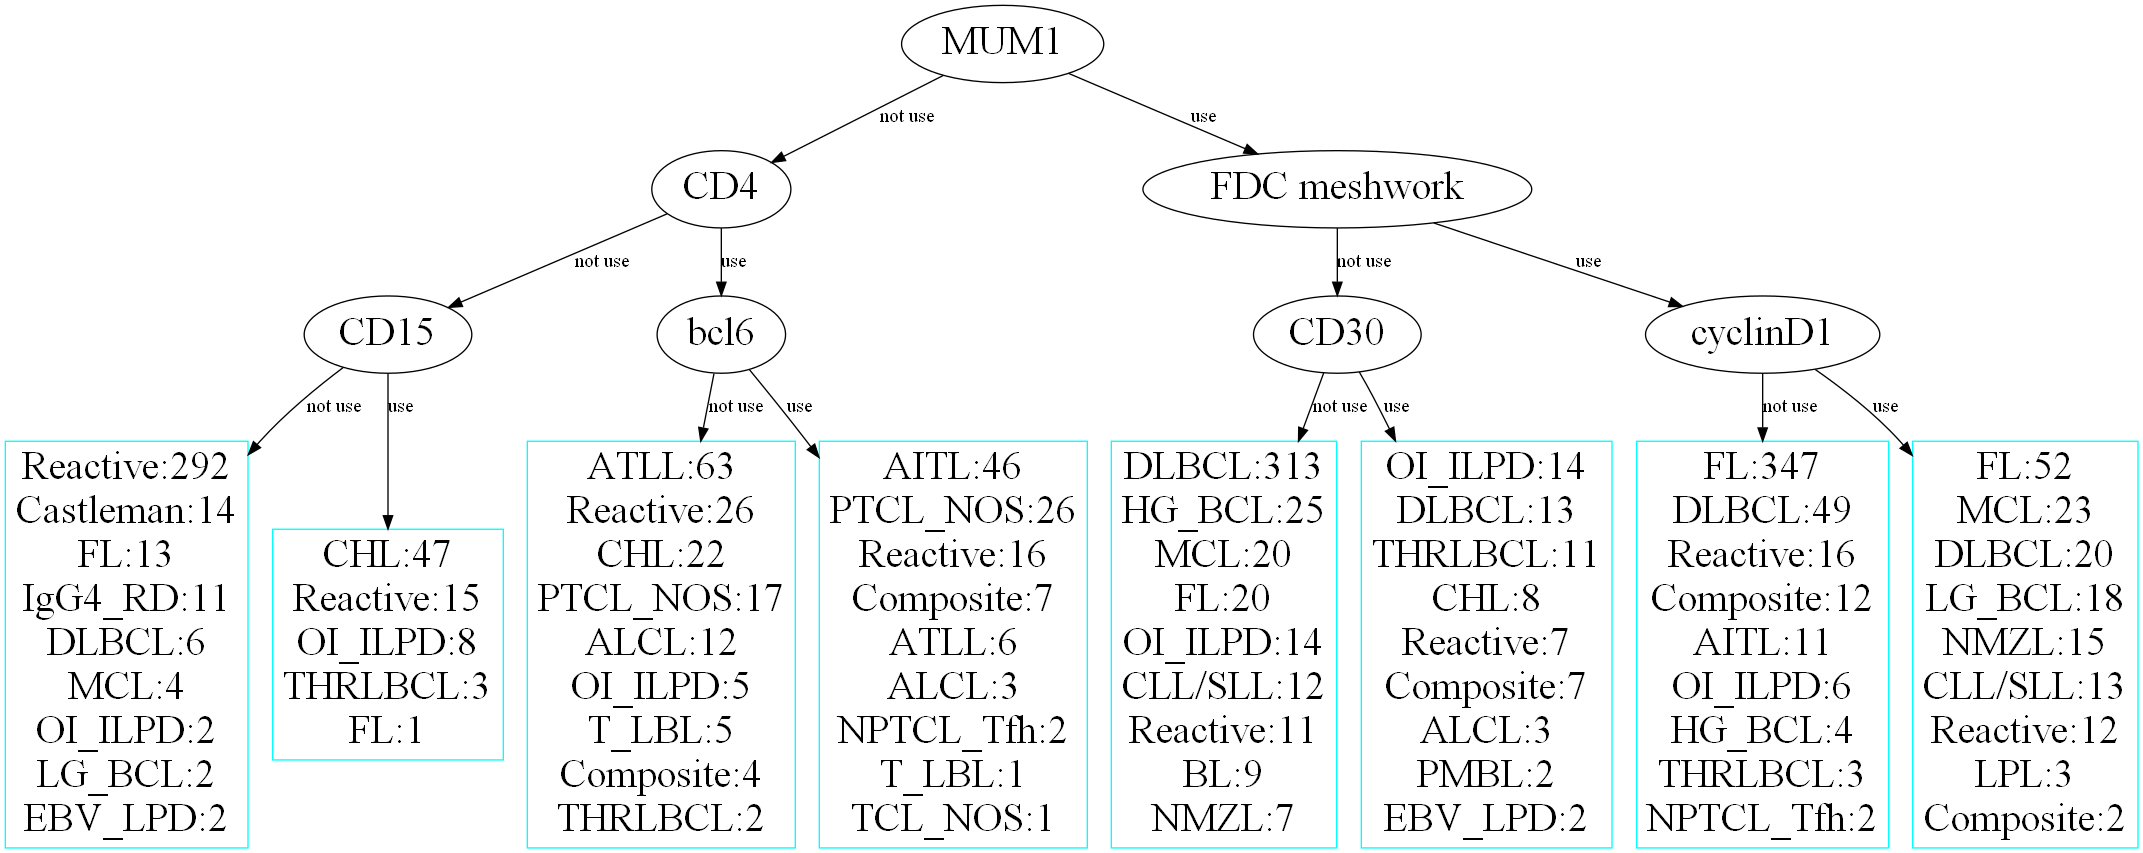 MUM1
not use
use
CD4
FDC meshwork
not use
use
not use
use
CD15
bcl6
CD30
cyclinD1
not use
use
not use
use
not use
use
not use
use
Reactive:292
Castleman:14
FL:13
IgG4_RD:11
DLBCL:6
MCL:4
OI_ILPD:2
LG_BCL:2
EBV_LPD:2
CHL:47
Reactive:15
OI_ILPD:8
THRLBCL:3
FL:1
ATLL:63
Reactive:26
CHL:22
PTCL_NOS:17
ALCL:12
OI_ILPD:5
T_LBL:5
Composite:4
THRLBCL:2
AITL:46
PTCL_NOS:26
Reactive:16
Composite:7
ATLL:6
ALCL:3
NPTCL_Tfh:2
T_LBL:1
TCL_NOS:1
DLBCL:313
HG_BCL:25
MCL:20
FL:20
OI_ILPD:14
CLL/SLL:12
Reactive:11
BL:9
NMZL:7
OI_ILPD:14
DLBCL:13
THRLBCL:11
CHL:8
Reactive:7
Composite:7
ALCL:3
PMBL:2
EBV_LPD:2
FL:347
DLBCL:49
Reactive:16
Composite:12
AITL:11
OI_ILPD:6
HG_BCL:4
THRLBCL:3
NPTCL_Tfh:2
FL:52
MCL:23
DLBCL:20
LG_BCL:18
NMZL:15
CLL/SLL:13
Reactive:12
LPL:3
Composite:2